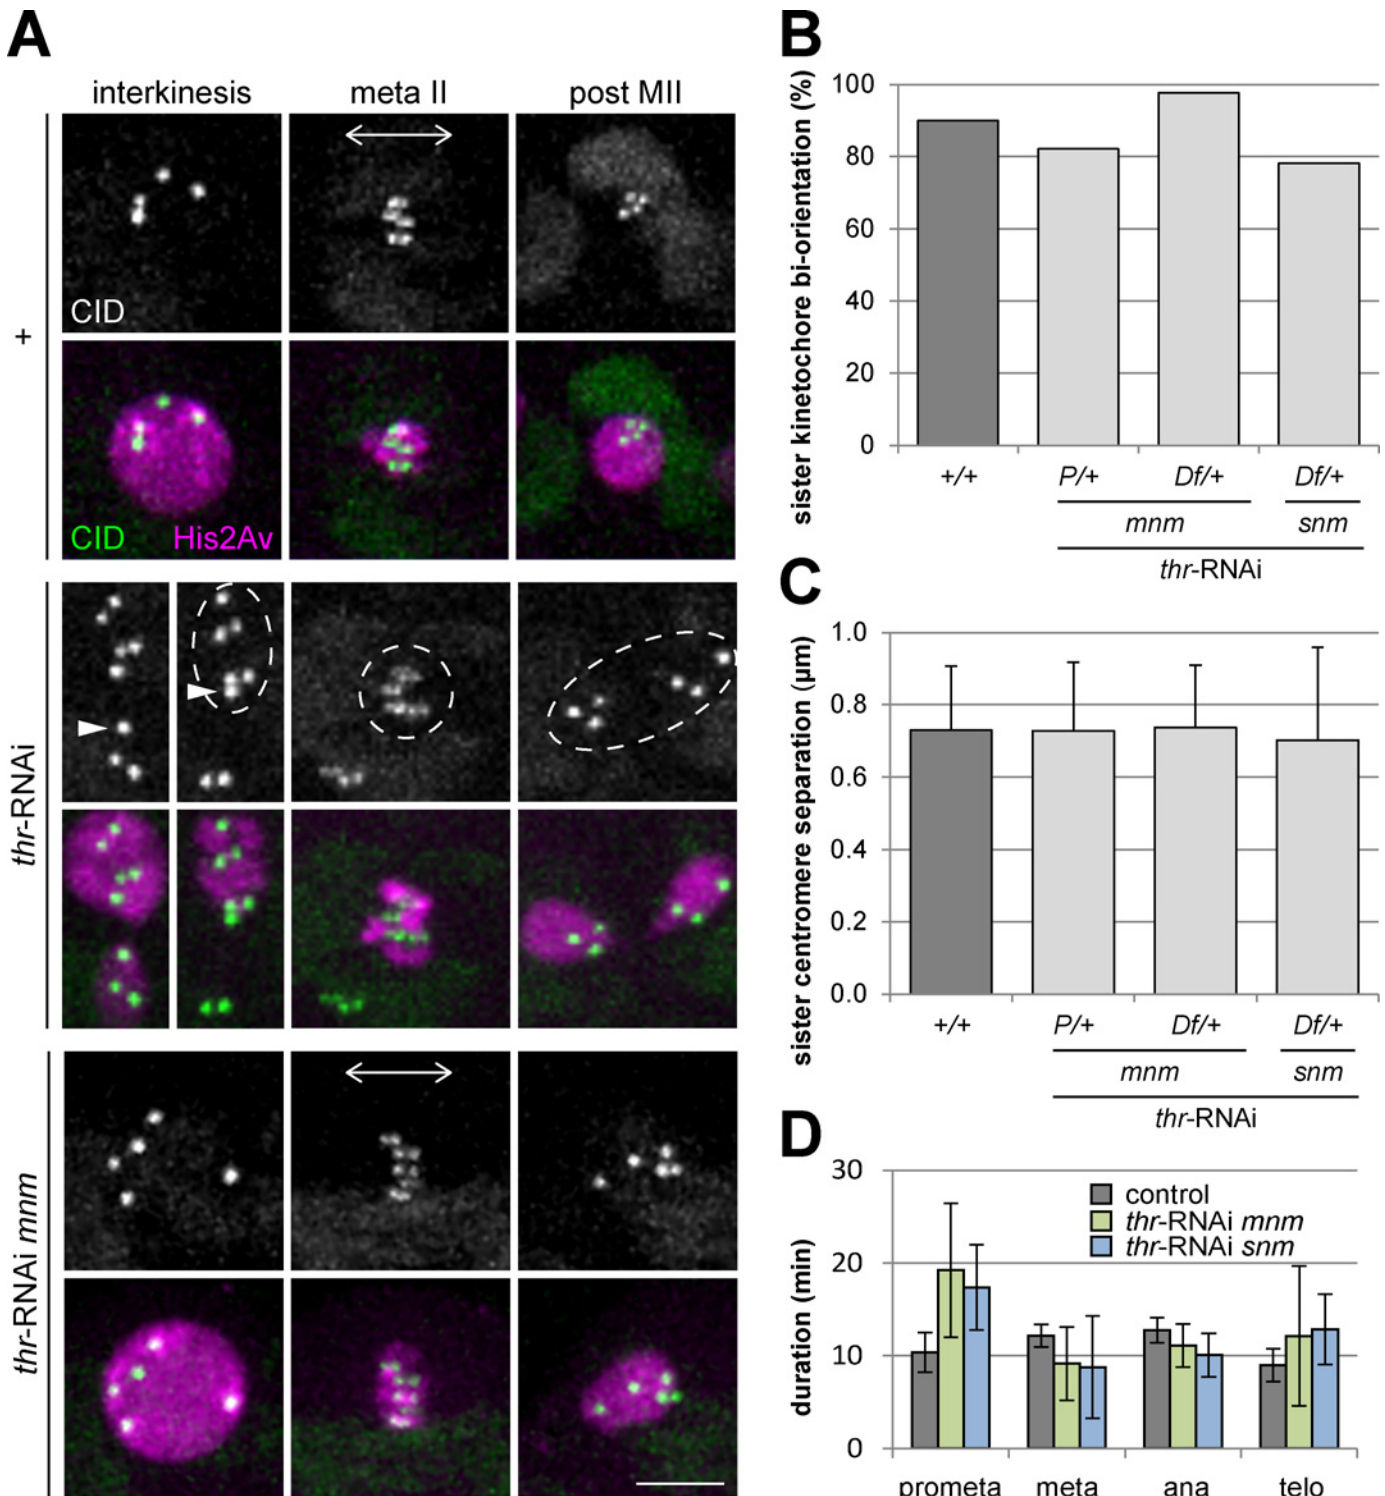 A
interkinesis
meta II
post MII
+
CID
CID
His2Av
thr-RNAi
thr-RNAi mnm
B
sister kinetochore bi-orientation (%)
100
80
60
40
20
0
+/+
P/+
Df/+
Df/+
mnm
snm
thr-RNAi
C
sister centromere separation (µm)
1.0
0.8
0.6
0.4
0.2
0.0
+/+
P/+
Df/+
Df/+
mnm
snm
thr-RNAi
D
duration (min)
30
20
10
0
control
thr-RNAi mnm
thr-RNAi snm
prometa
meta
ana
telo